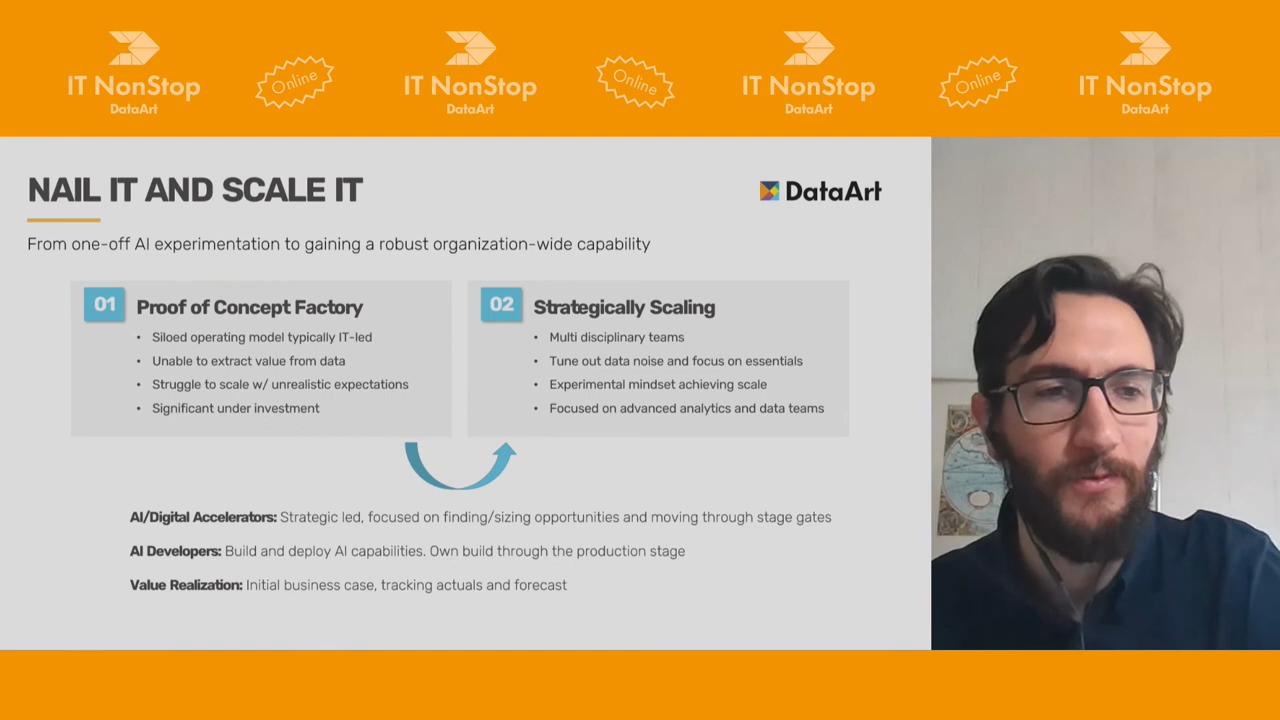 IT NonStop
DataArt
Online
IT NonStop
DataArt
Online
IT NonStop
DataArt
Online
IT NonStop
DataArt
NAIL IT AND SCALE IT
DataArt
From one-off AI experimentation to gaining a robust organization-wide capability
01 Proof of Concept Factory
• Siloed operating model typically IT-led
• Unable to extract value from data
• Struggle to scale w/ unrealistic expectations
• Significant under investment
02 Strategically Scaling
• Multi disciplinary teams
• Tune out data noise and focus on essentials
• Experimental mindset achieving scale
• Focused on advanced analytics and data teams
AI/Digital Accelerators: Strategic led, focused on finding/sizing opportunities and moving through stage gates
AI Developers: Build and deploy AI capabilities. Own build through the production stage
Value Realization: Initial business case, tracking actuals and forecast